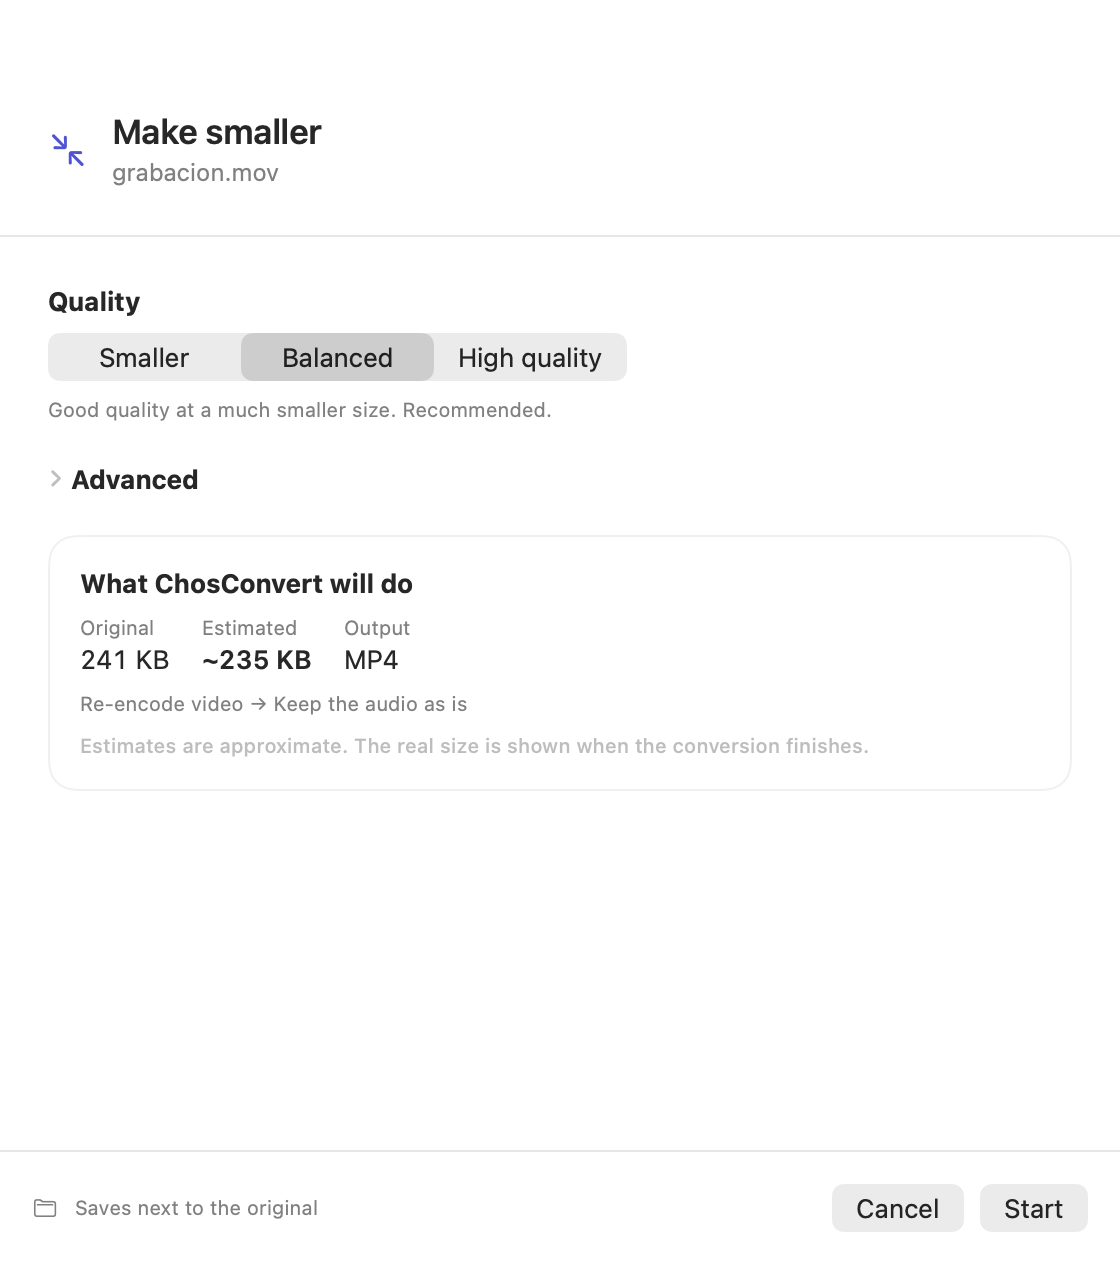 Make smaller
grabacion.mov
Quality
Smaller Balanced High quality
Good quality at a much smaller size. Recommended.
Advanced
What ChosConvert will do
Original Estimated Output
241 KB ~235 KB MP4
Re-encode video → Keep the audio as is
Estimates are approximate. The real size is shown when the conversion finishes.
Saves next to the original Cancel Start